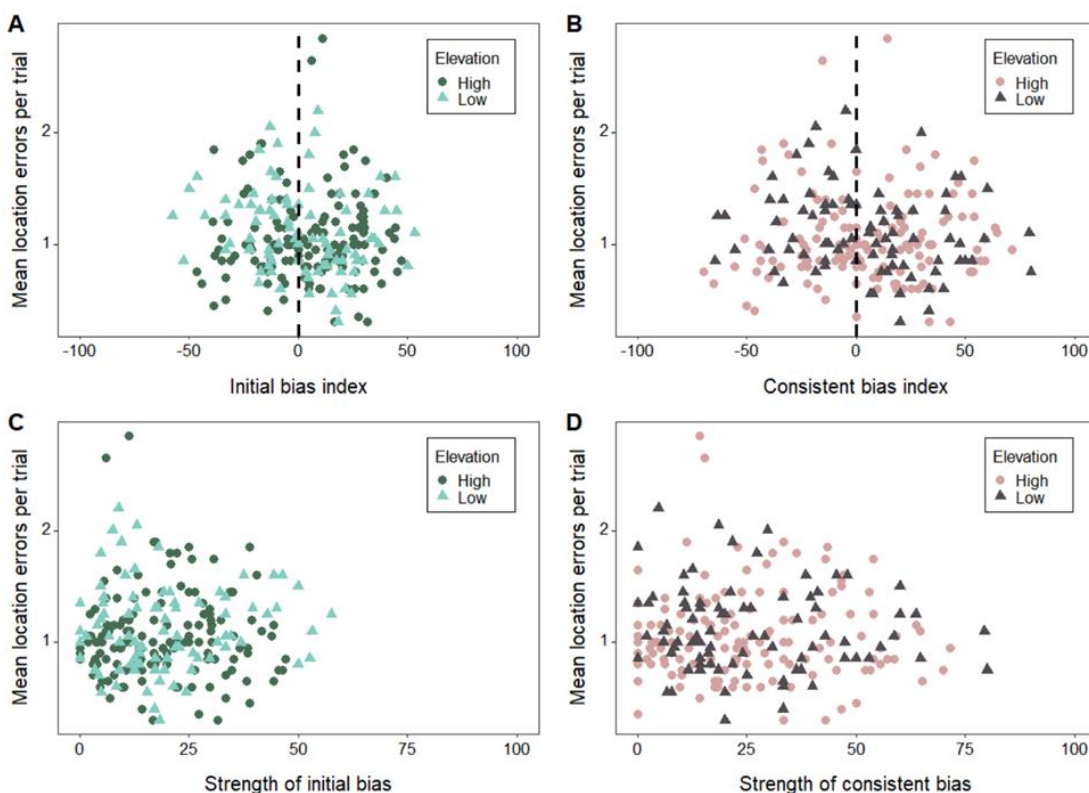 A
Mean location errors per trial
2
1
Elevation
High
Low
-100 -50 0 50 100
Initial bias index
B
Mean location errors per trial
2
1
Elevation
High
Low
-100 -50 0 50 100
Consistent bias index
C
Mean location errors per trial
2
1
Elevation
High
Low
0 25 50 75 100
Strength of initial bias
D
Mean location errors per trial
2
1
Elevation
High
Low
0 25 50 75 100
Strength of consistent bias